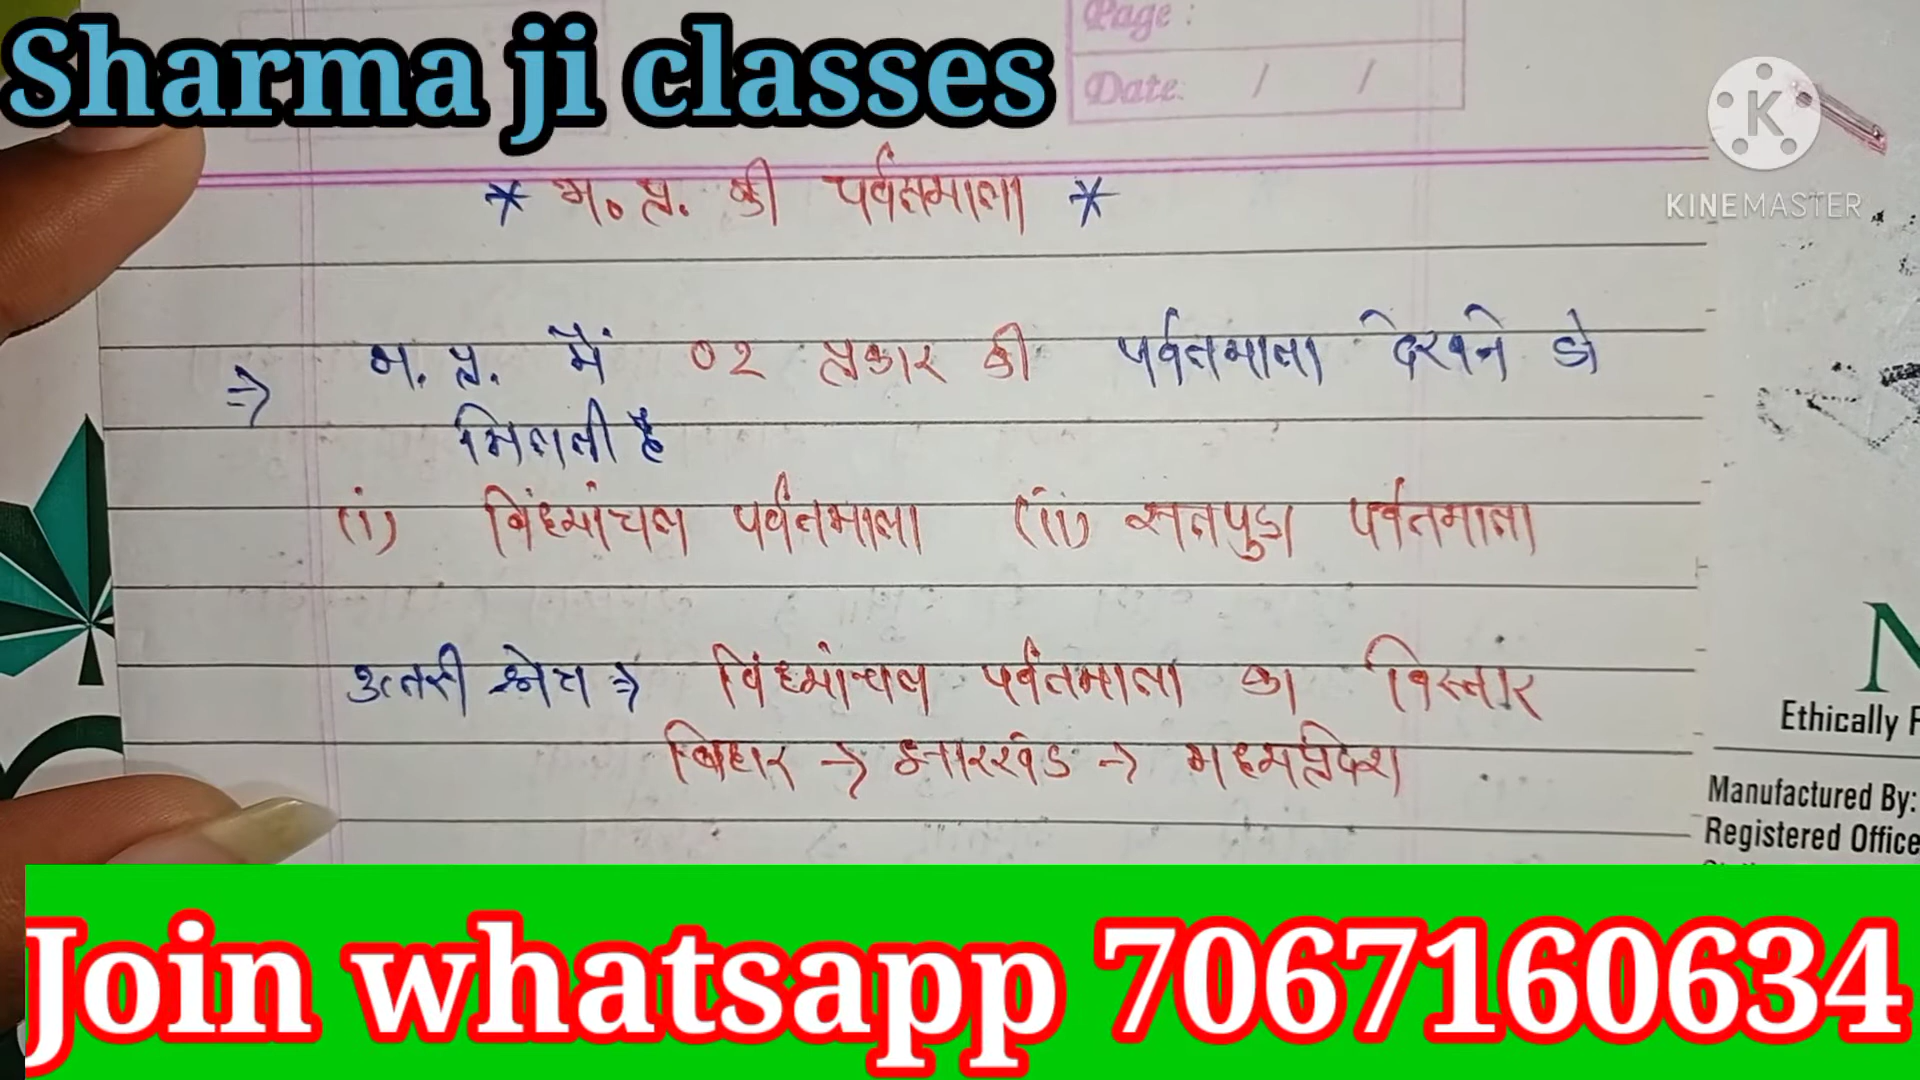 Sharma ji classes
Page :
Date: / /
K
KINEMASTER
* म. प्र. की पर्वतमाला *
⇒ म. प्र. में 02 प्रकार की पर्वतमाला देखने को
मिलती है
(i) विंध्यांचल पर्वतमाला (ii) सतपुडा पर्वतमाला
उत्तरी श्रेत्र ⇒ विंध्यांचल पर्वतमाला का विस्तार
बिहार → झारखंड → मध्यप्रदेश
N
Ethically F
Manufactured By:
Registered Office
Join whatsapp 7067160634